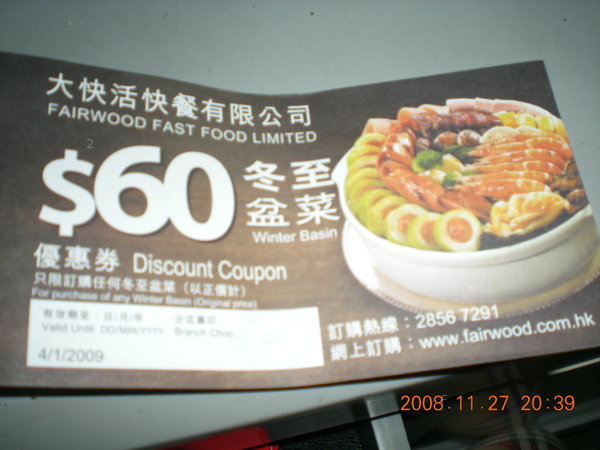 大快活快餐有限公司
FAIRWOOD FAST FOOD LIMITED
$60 冬至盆菜
Winter Basin
優惠券 Discount Coupon
只限訂購任何冬至盆菜（以正價計）
For purchase of any Winter Basin (Original price)
有效期至：日/月/年 分店蓋印
Valid Until: DD/MM/YYYY Branch Chop:
4/1/2009
訂購熱線：2856 7291
網上訂購：www.fairwood.com.hk
2008.11.27 20:39